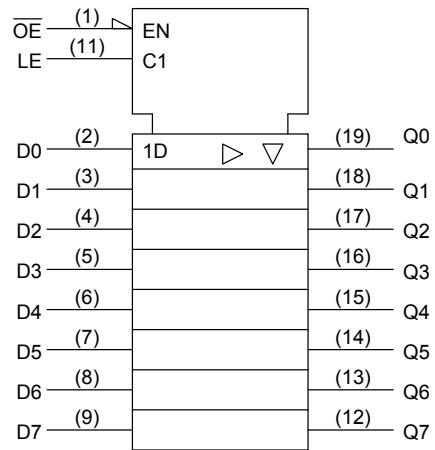 O̅E̅ (1) EN
LE (11) C1
D0 (2) 1D (19) Q0
D1 (3) (18) Q1
D2 (4) (17) Q2
D3 (5) (16) Q3
D4 (6) (15) Q4
D5 (7) (14) Q5
D6 (8) (13) Q6
D7 (9) (12) Q7